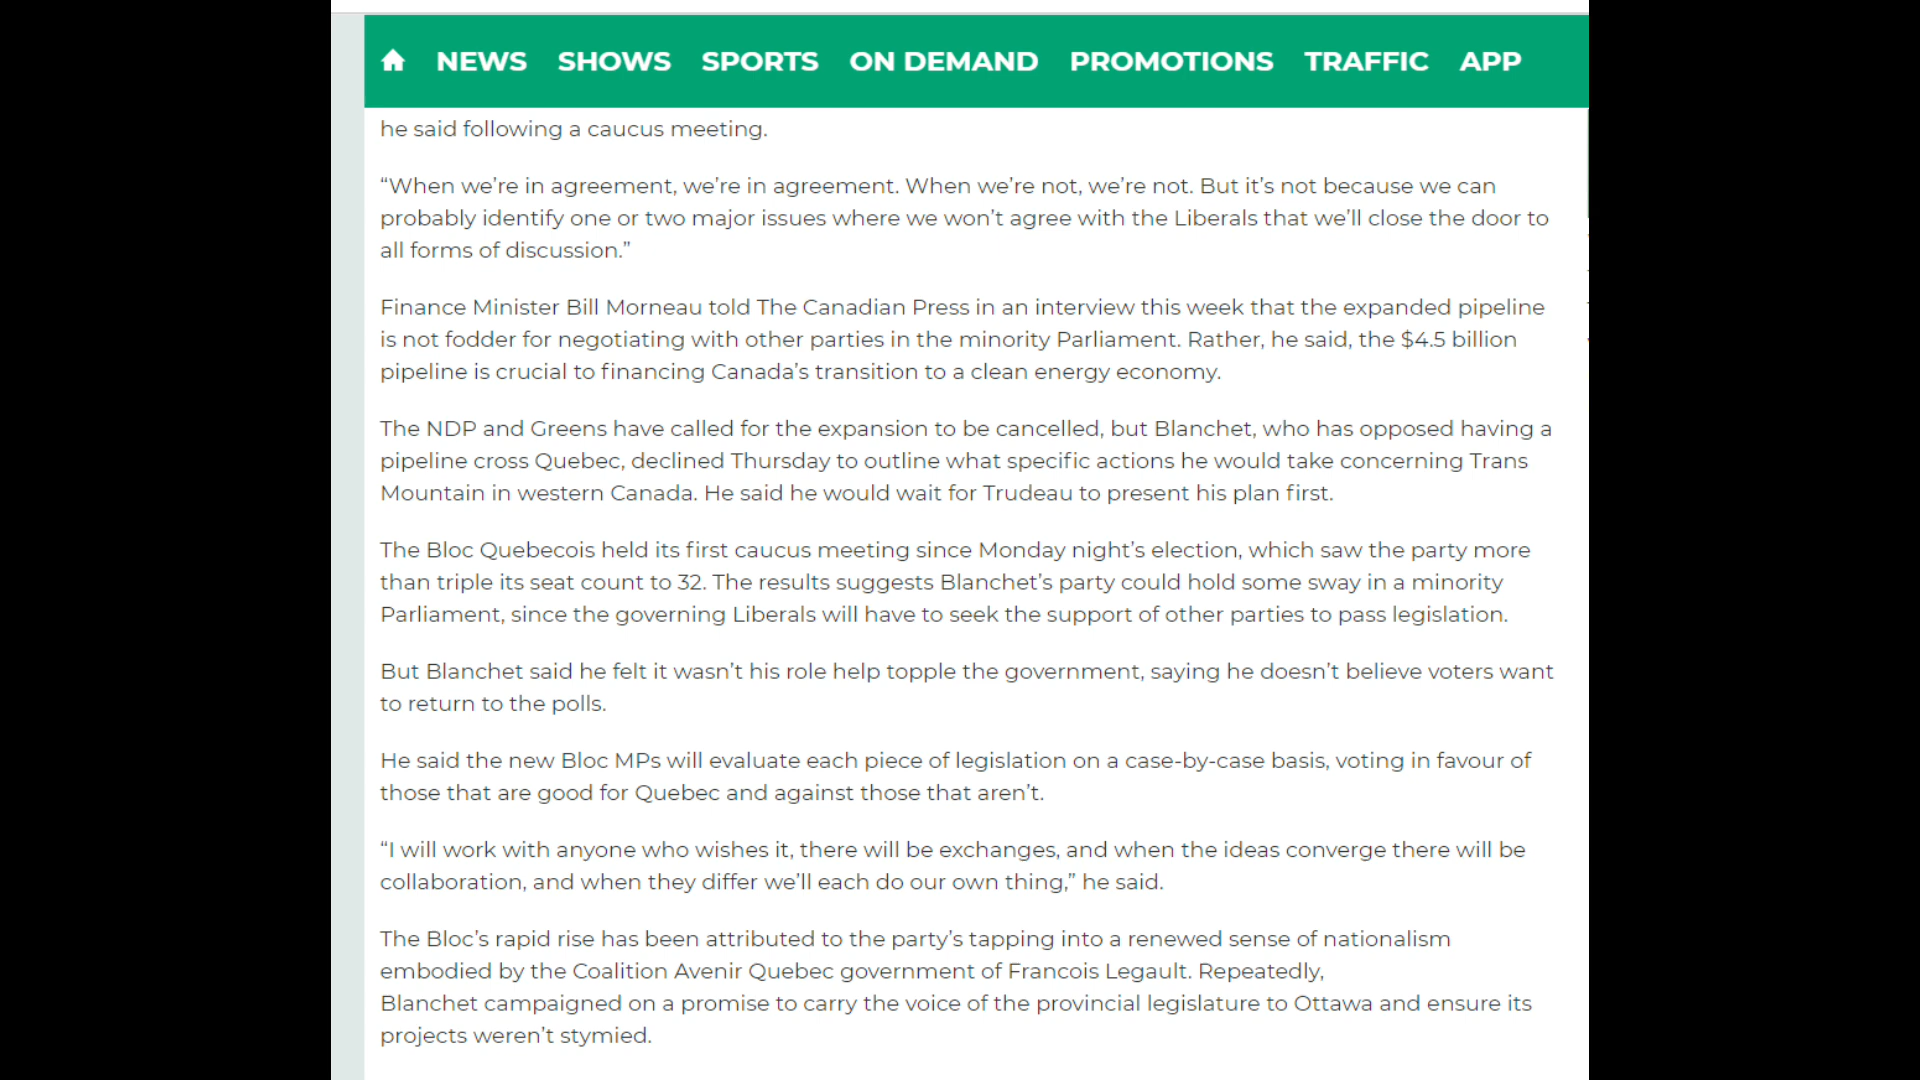 NEWS SHOWS SPORTS ON DEMAND PROMOTIONS TRAFFIC APP
he said following a caucus meeting.
“When we’re in agreement, we’re in agreement. When we’re not, we’re not. But it’s not because we can
probably identify one or two major issues where we won’t agree with the Liberals that we’ll close the door to
all forms of discussion.”
Finance Minister Bill Morneau told The Canadian Press in an interview this week that the expanded pipeline
is not fodder for negotiating with other parties in the minority Parliament. Rather, he said, the $4.5 billion
pipeline is crucial to financing Canada’s transition to a clean energy economy.
The NDP and Greens have called for the expansion to be cancelled, but Blanchet, who has opposed having a
pipeline cross Quebec, declined Thursday to outline what specific actions he would take concerning Trans
Mountain in western Canada. He said he would wait for Trudeau to present his plan first.
The Bloc Quebecois held its first caucus meeting since Monday night’s election, which saw the party more
than triple its seat count to 32. The results suggests Blanchet’s party could hold some sway in a minority
Parliament, since the governing Liberals will have to seek the support of other parties to pass legislation.
But Blanchet said he felt it wasn’t his role help topple the government, saying he doesn’t believe voters want
to return to the polls.
He said the new Bloc MPs will evaluate each piece of legislation on a case-by-case basis, voting in favour of
those that are good for Quebec and against those that aren’t.
“I will work with anyone who wishes it, there will be exchanges, and when the ideas converge there will be
collaboration, and when they differ we’ll each do our own thing,” he said.
The Bloc’s rapid rise has been attributed to the party’s tapping into a renewed sense of nationalism
embodied by the Coalition Avenir Quebec government of Francois Legault. Repeatedly,
Blanchet campaigned on a promise to carry the voice of the provincial legislature to Ottawa and ensure its
projects weren’t stymied.